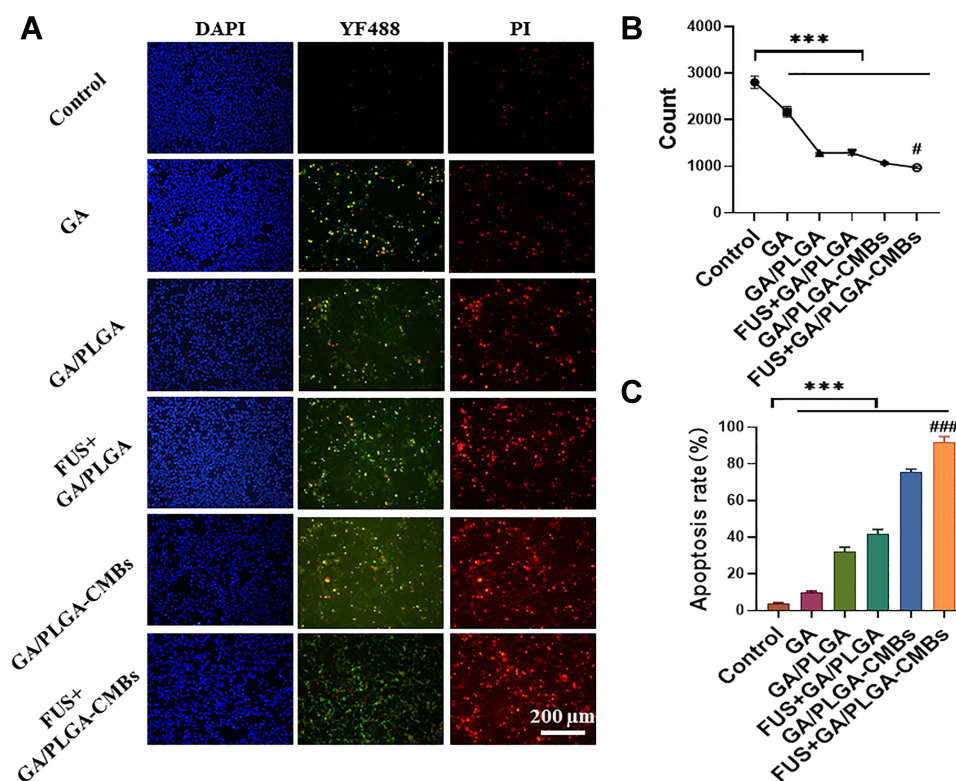 A
DAPI YF488 PI
Control
GA
GA/PLGA
FUS+
GA/PLGA
GA/PLGA-CMBs
FUS+
GA/PLGA-CMBs
200 μm
B
4000
3000
2000
1000
0
Count
***
#
Control
GA
GA/PLGA
FUS+GA/PLGA
GA/PLGA-CMBs
FUS+GA/PLGA-CMBs
C
***
###
100
80
60
40
20
0
Apoptosis rate(%)
Control
GA
GA/PLGA
FUS+GA/PLGA
GA/PLGA-CMBs
FUS+GA/PLGA-CMBs